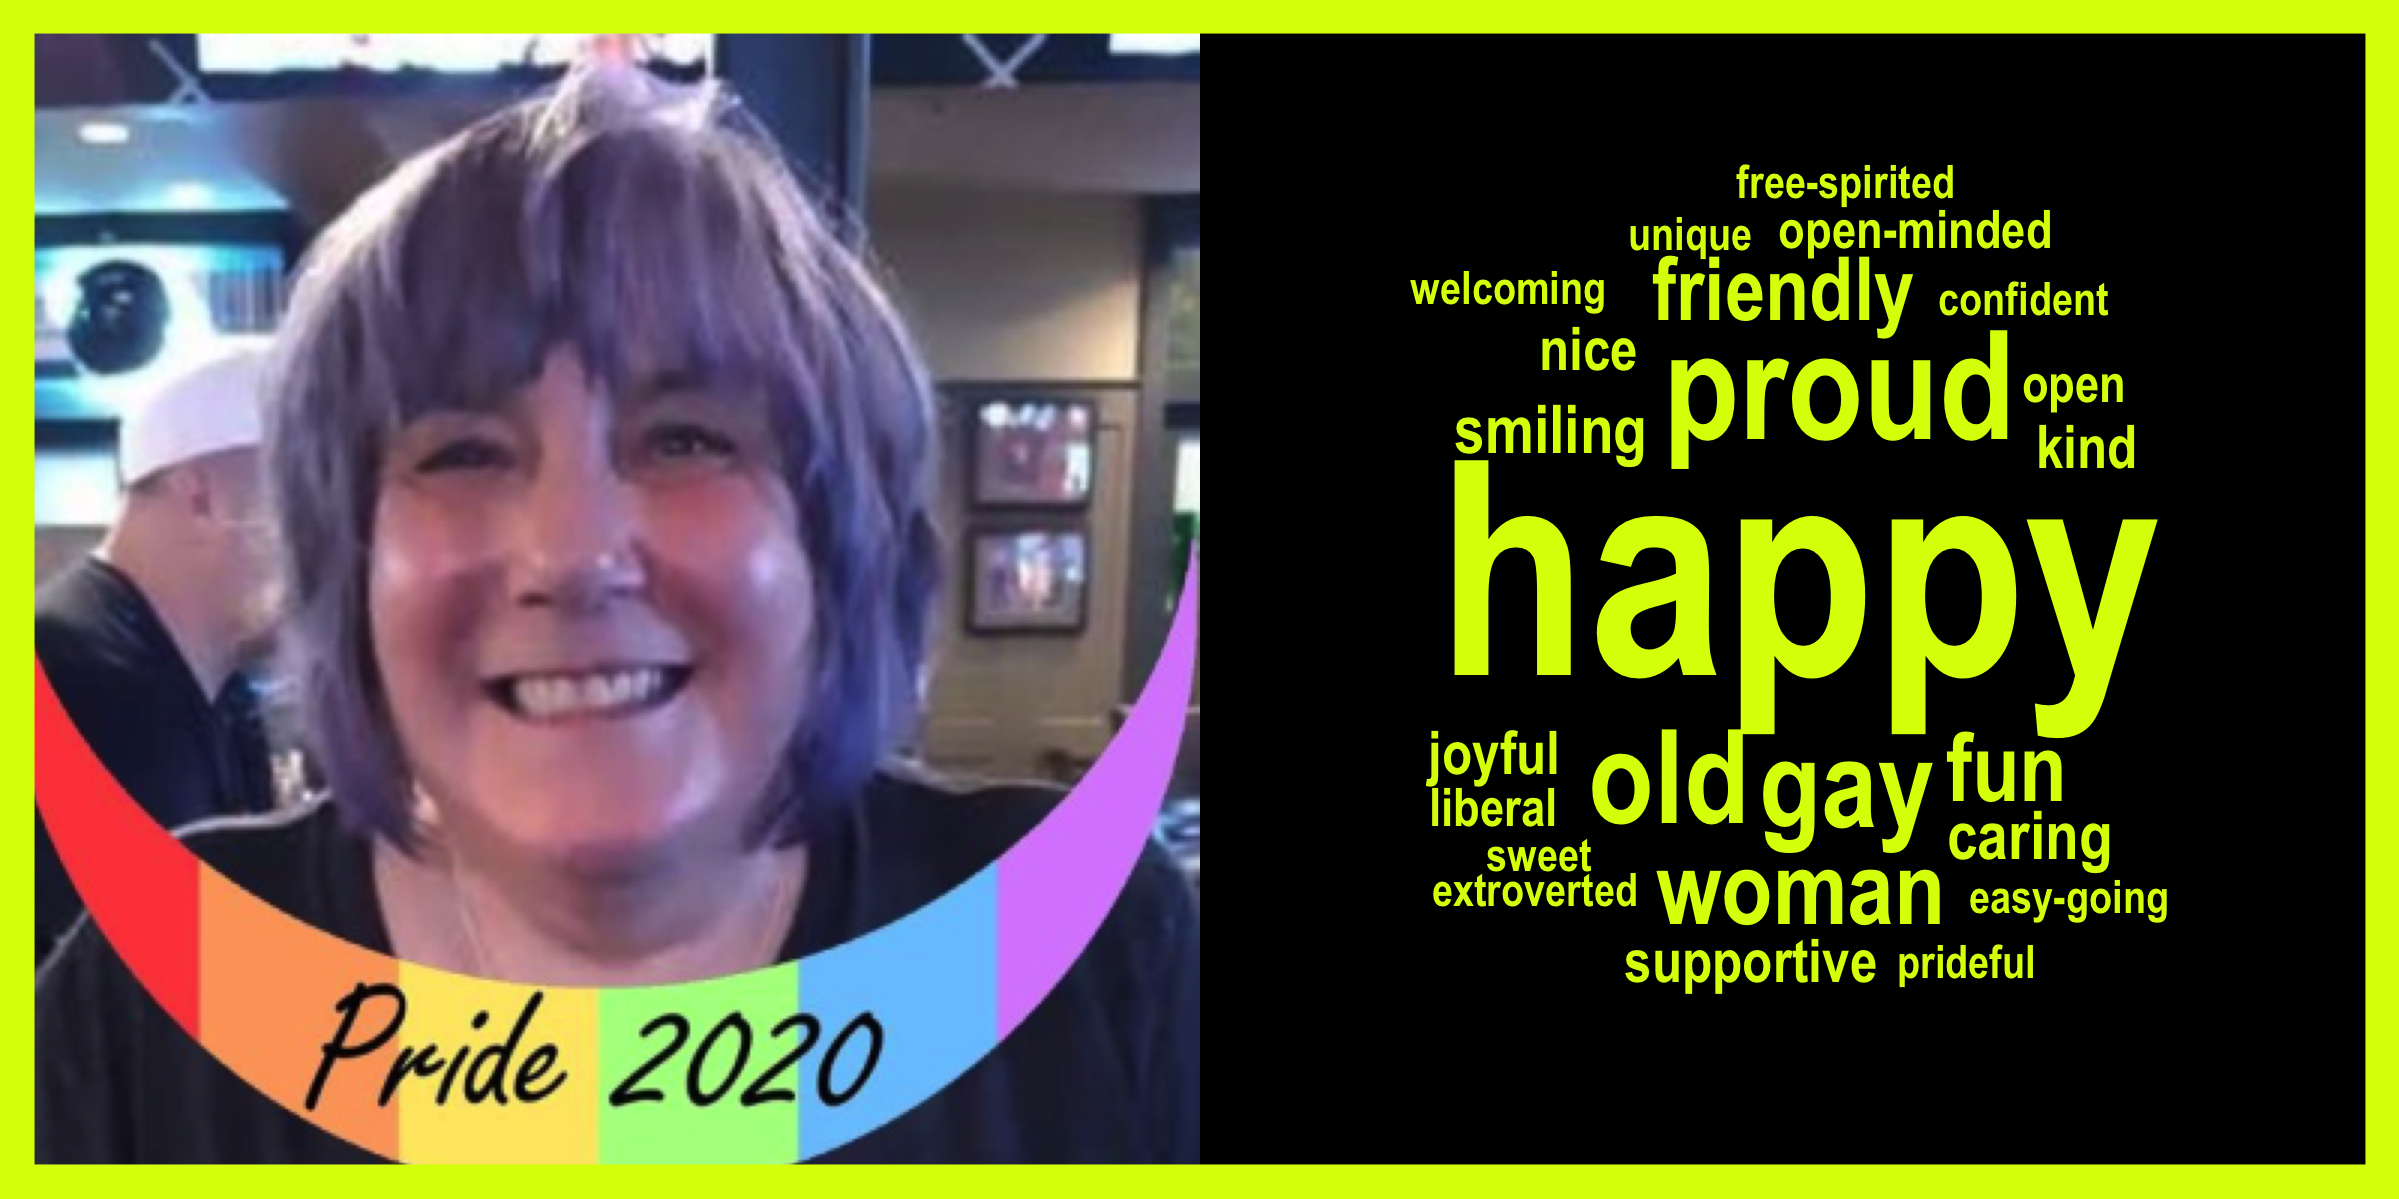 Pride 2020
free-spirited
unique open-minded
welcoming friendly confident
nice proud open
smiling kind
happy
joyful old gay fun
liberal caring
sweet
extroverted woman easy-going
supportive prideful